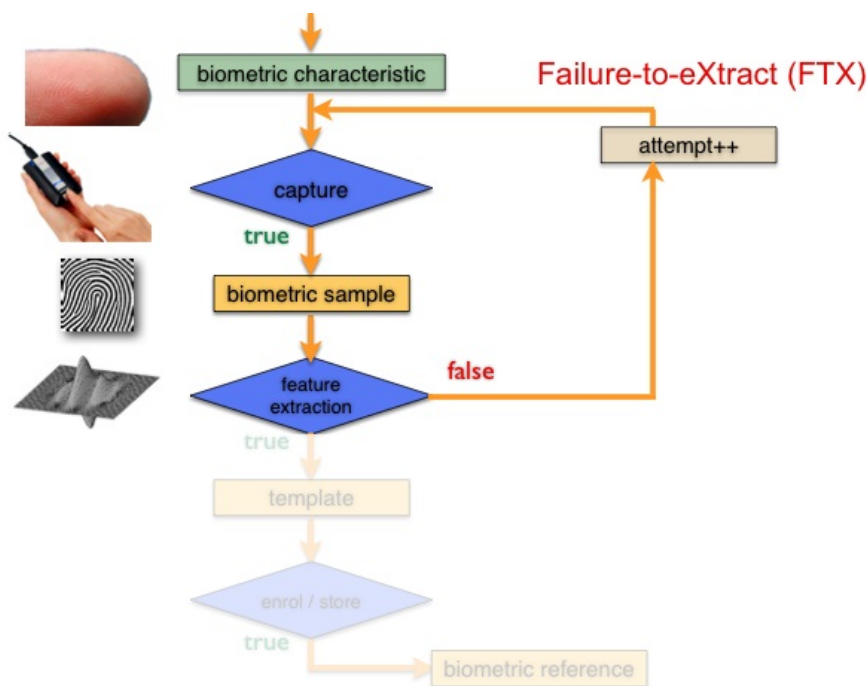 biometric characteristic
Failure-to-eXtract (FTX)
attempt++
capture
true
biometric sample
feature
extraction
false
true
template
enrol / store
true
biometric reference